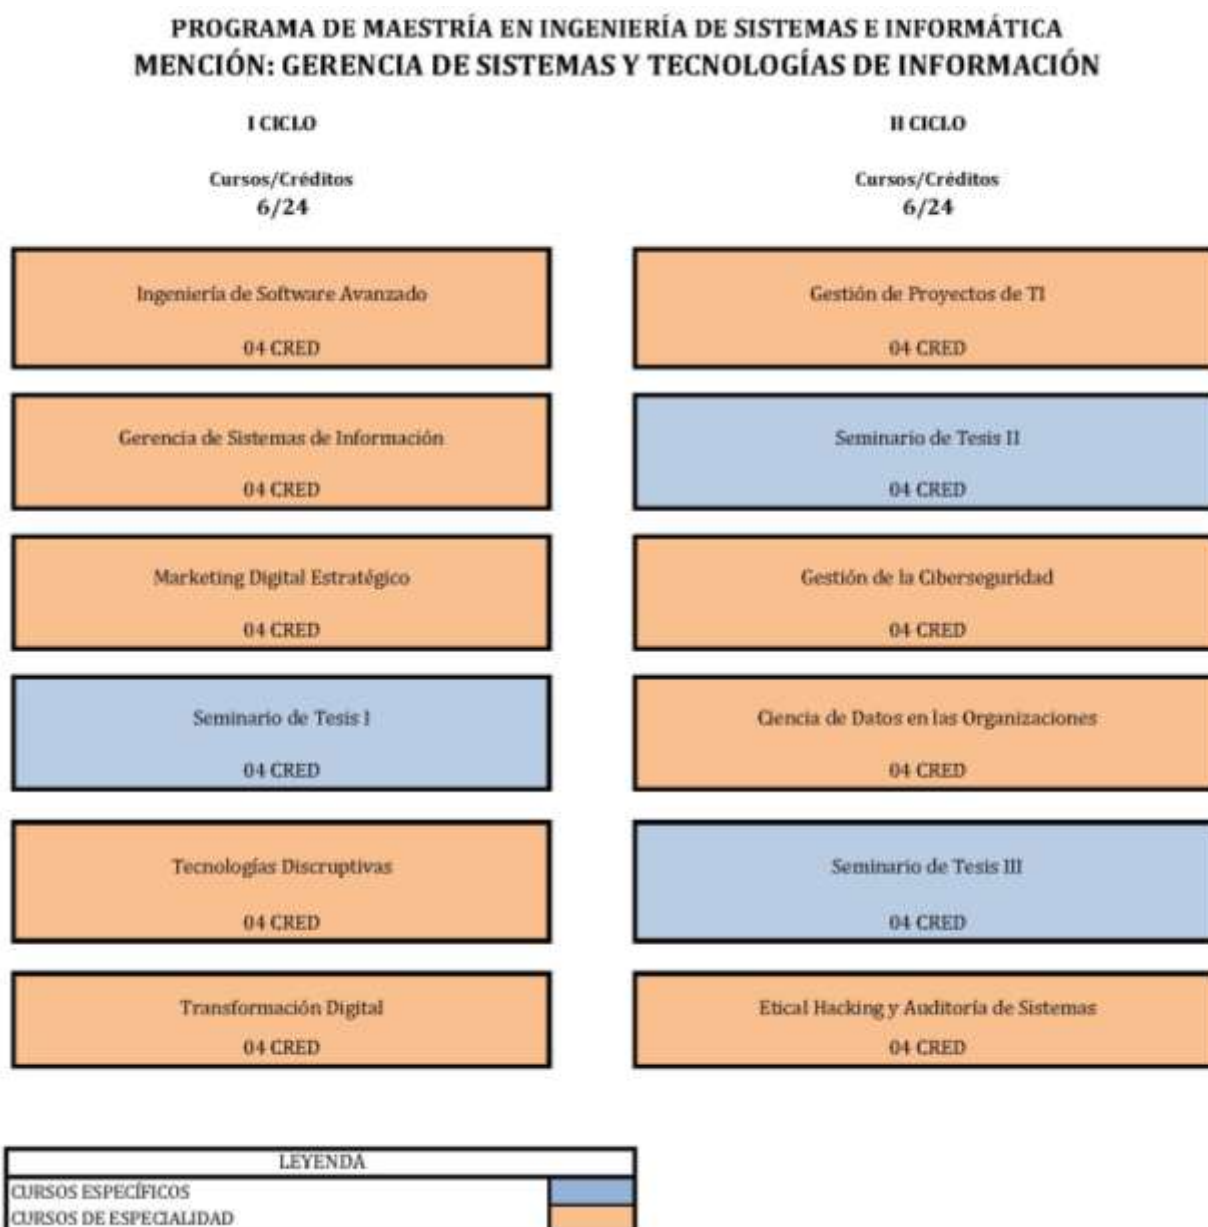 PROGRAMA DE MAESTRÍA EN INGENIERÍA DE SISTEMAS E INFORMÁTICA
MENCIÓN: GERENCIA DE SISTEMAS Y TECNOLOGÍAS DE INFORMACIÓN
I CICLO
Cursos/Créditos
6/24
Ingeniería de Software Avanzado
04 CRED
Gerencia de Sistemas de Información
04 CRED
Marketing Digital Estratégico
04 CRED
Seminario de Tesis I
04 CRED
Tecnologías Discruptivas
04 CRED
Transformación Digital
04 CRED
II CICLO
Cursos/Créditos
6/24
Gestión de Proyectos de TI
04 CRED
Seminario de Tesis II
04 CRED
Gestión de la Ciberseguridad
04 CRED
Ciencia de Datos en las Organizaciones
04 CRED
Seminario de Tesis III
04 CRED
Etical Hacking y Auditoría de Sistemas
04 CRED
LEYENDA
CURSOS ESPECÍFICOS
CURSOS DE ESPECIALIDAD